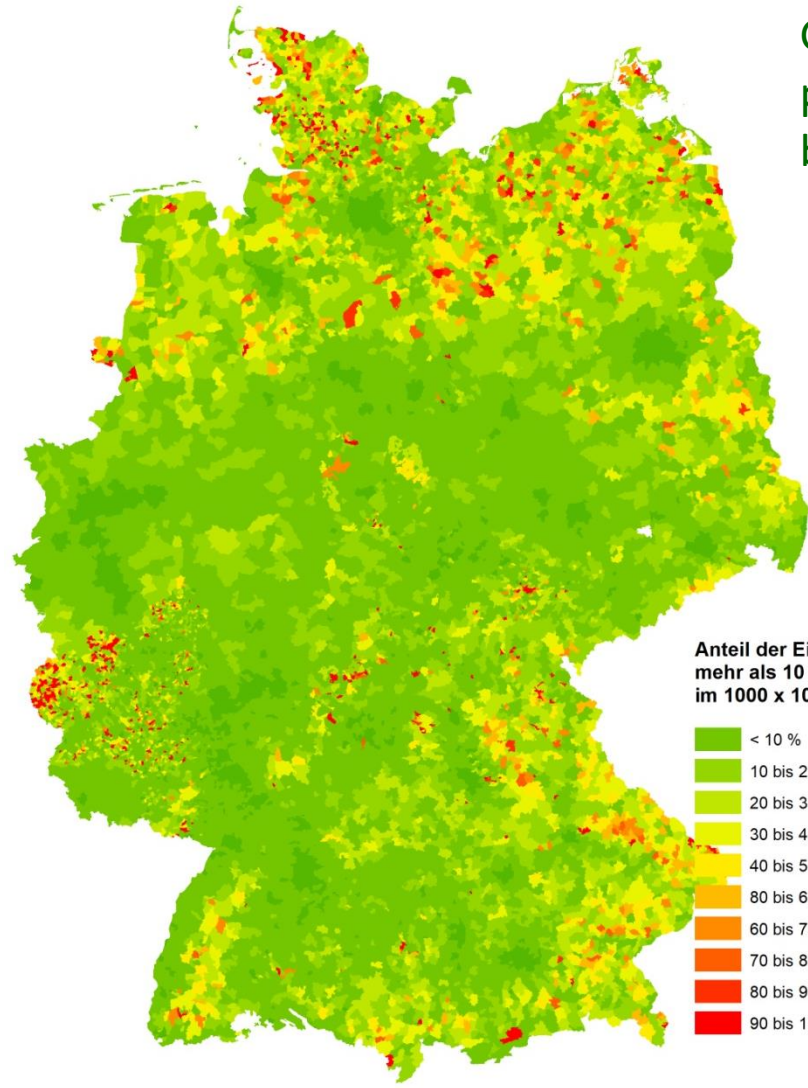 Anteil der Ei
mehr als 10
im 1000 x 10
< 10 %
10 bis 2
20 bis 3
30 bis 4
40 bis 5
80 bis 6
60 bis 7
70 bis 8
80 bis 9
90 bis 1